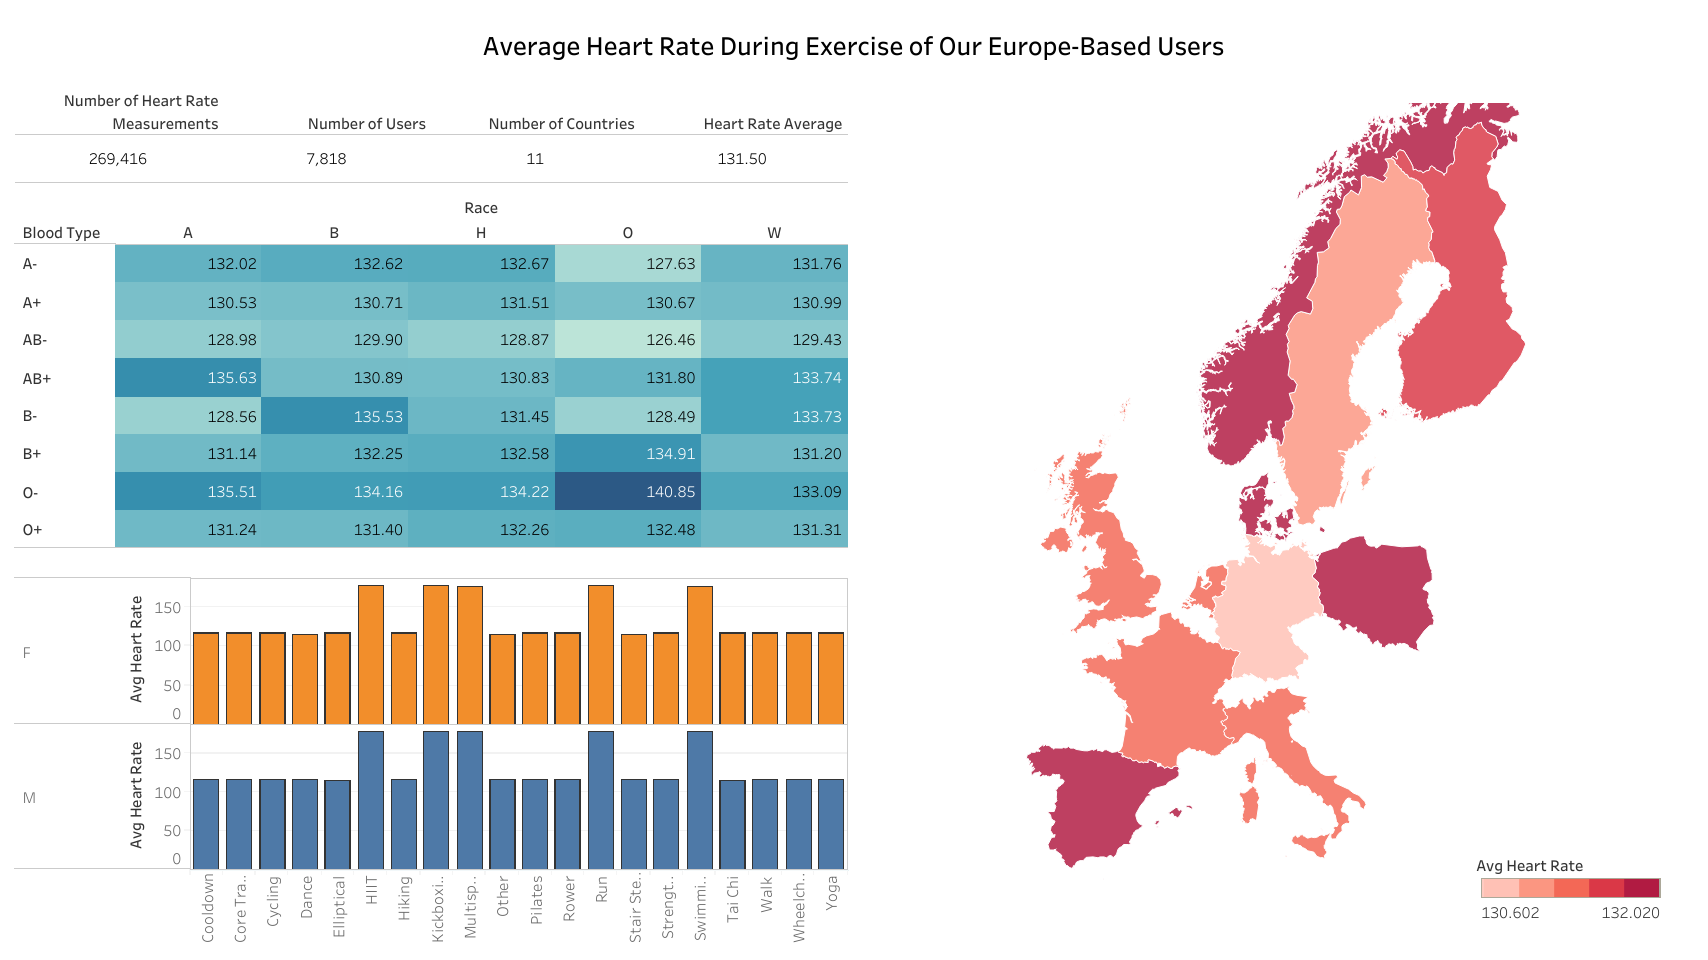 Average Heart Rate During Exercise of Our Europe-Based Users
Number of Heart Rate
Measurements Number of Users Number of Countries Heart Rate Average
269,416 7,818 11 131.50
Race
Blood Type A B H O W
A- 132.02 132.62 132.67 127.63 131.76
A+ 130.53 130.71 131.51 130.67 130.99
AB- 128.98 129.90 128.87 126.46 129.43
AB+ 135.63 130.89 130.83 131.80 133.74
B- 128.56 135.53 131.45 128.49 133.73
B+ 131.14 132.25 132.58 134.91 131.20
O- 135.51 134.16 134.22 140.85 133.09
O+ 131.24 131.40 132.26 132.48 131.31
F
Avg Heart Rate
150
100
50
0
M
Avg Heart Rate
150
100
50
0
Cooldown
Core Tra..
Cycling
Dance
Elliptical
HIIT
Hiking
Kickboxi..
Multisp..
Other
Pilates
Rower
Run
Stair Ste..
Strengt..
Swimmi..
Tai Chi
Walk
Wheelch..
Yoga
Avg Heart Rate
130.602 132.020